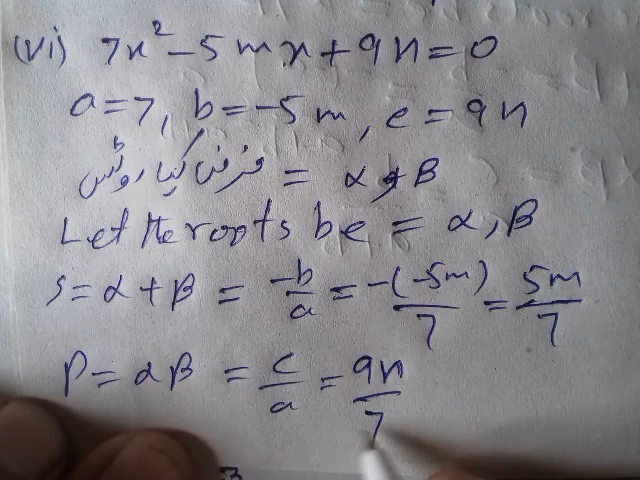 (vi) 7x² - 5mx + 9n = 0
a = 7, b = -5m, c = 9n
فرض کیا روٹس = α, β
Let the roots be = α, β
S = α + β = -b/a = -(-5m)/7 = 5m/7
P = αβ = c/a = 9n/7